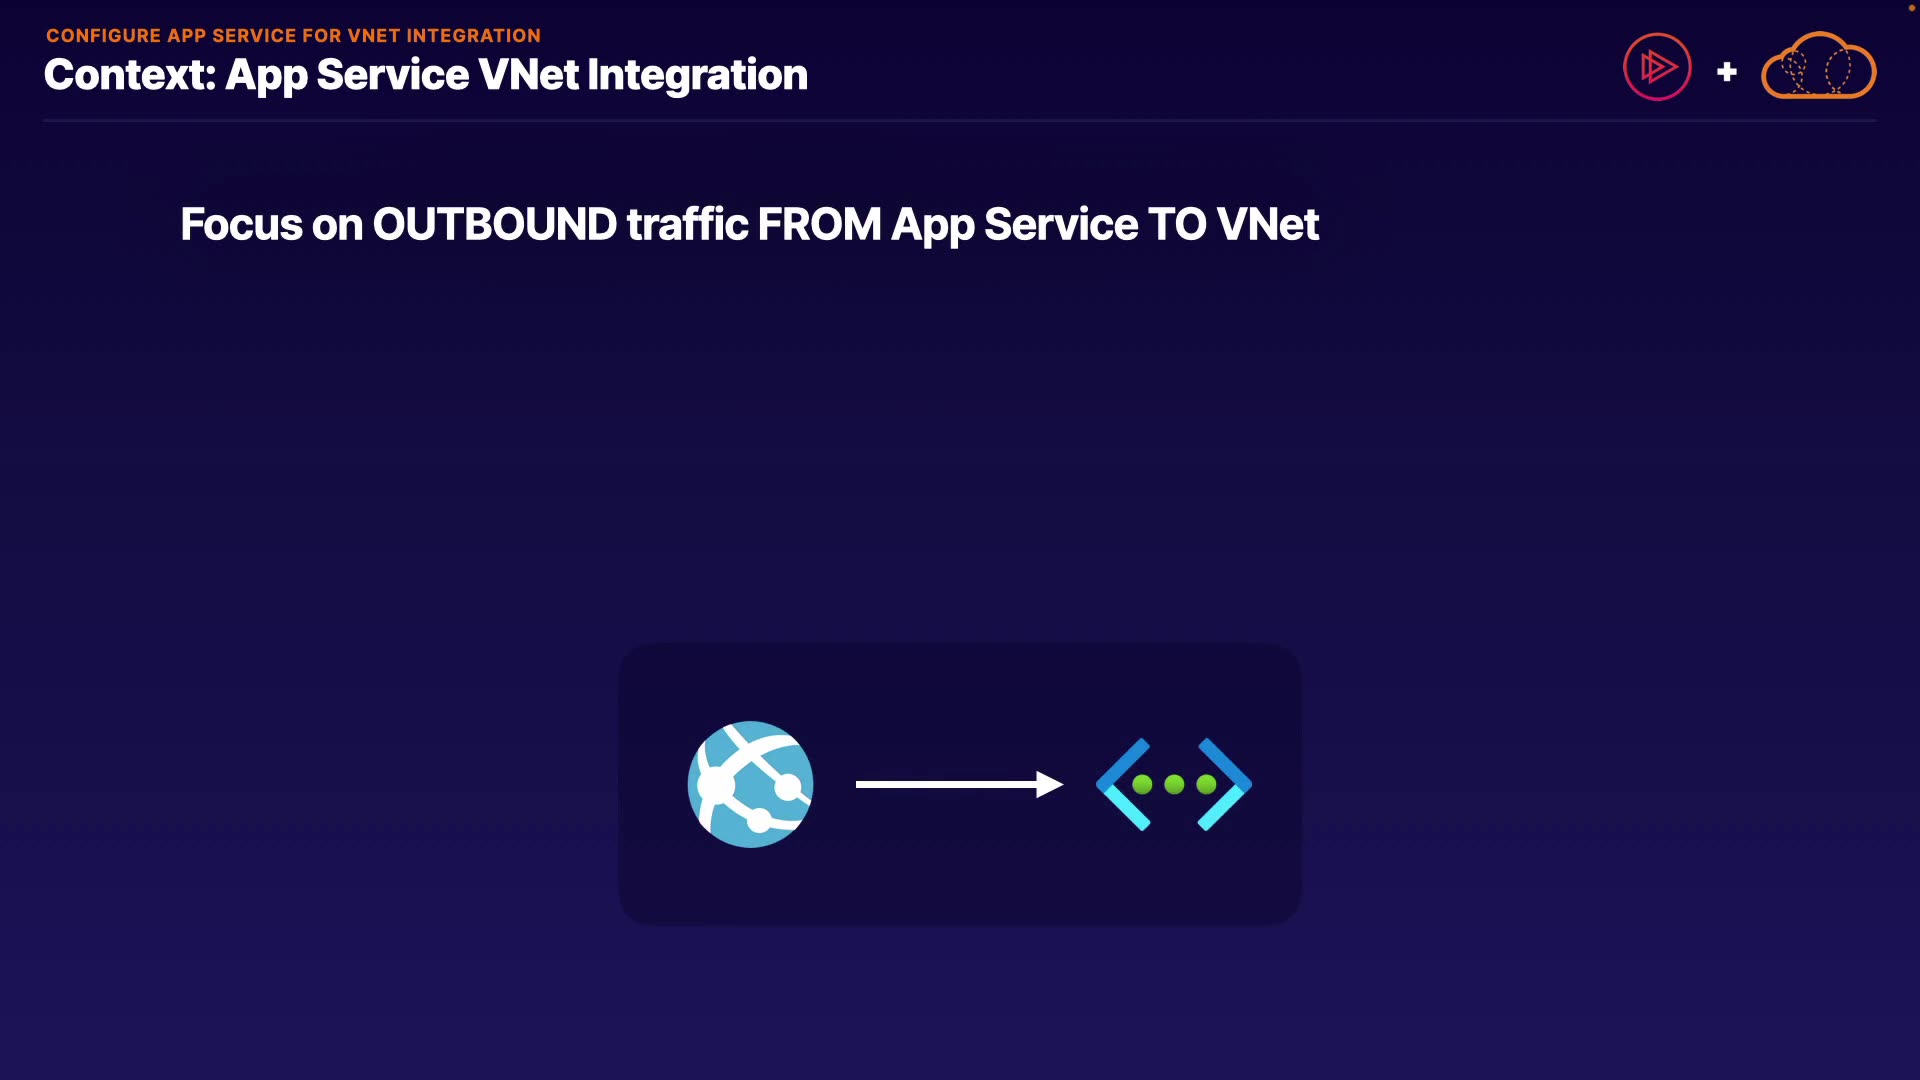 CONFIGURE APP SERVICE FOR VNET INTEGRATION
Context: App Service VNet Integration
+
Focus on OUTBOUND traffic FROM App Service TO VNet